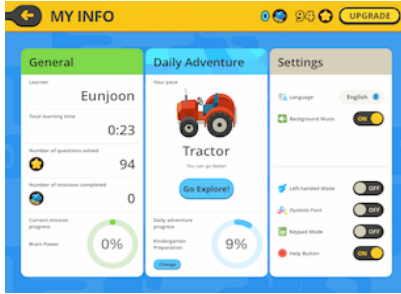 MY INFO
0
94
UPGRADE
General
Learner
Eunjoon
Total learning time
0:23
Number of questions solved
94
Number of missions completed
0
Current mission
progress
Brain Power
0%
Daily Adventure
Your pace
Tractor
You can go faster!
Go Explore!
Daily adventure
progress
Kindergarten
Preparation
9%
Change
Settings
Language
English
Background Music
ON
Left-handed Mode
OFF
Dyslexic Font
OFF
Keypad Mode
OFF
Help Button
ON